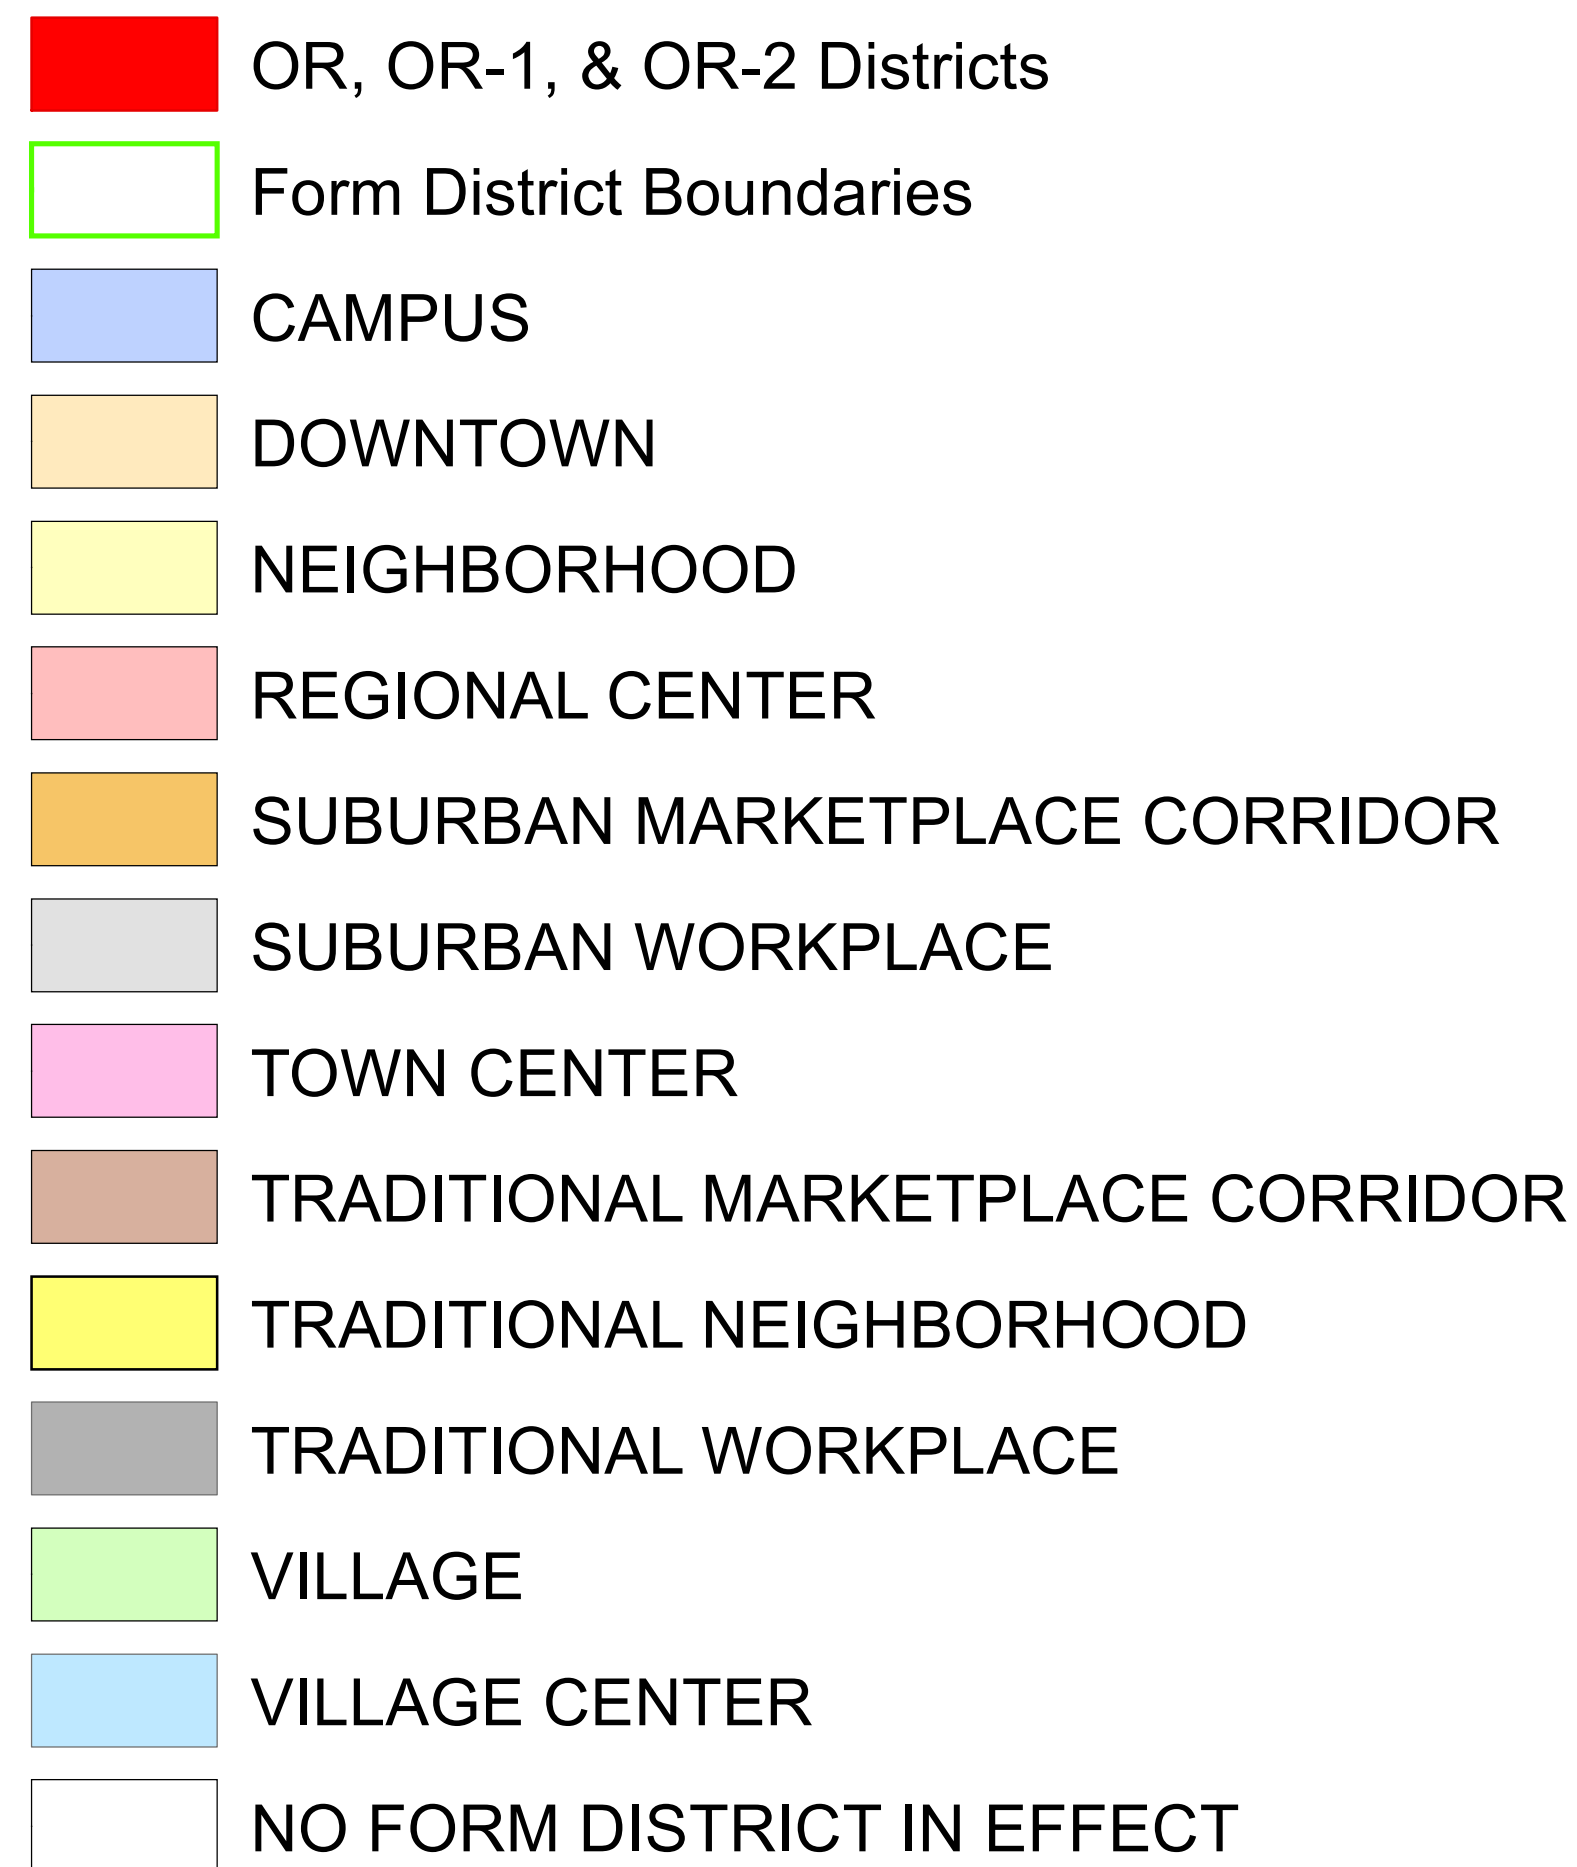 OR, OR-1, & OR-2 Districts
Form District Boundaries
CAMPUS
DOWNTOWN
NEIGHBORHOOD
REGIONAL CENTER
SUBURBAN MARKETPLACE CORRIDOR
SUBURBAN WORKPLACE
TOWN CENTER
TRADITIONAL MARKETPLACE CORRIDOR
TRADITIONAL NEIGHBORHOOD
TRADITIONAL WORKPLACE
VILLAGE
VILLAGE CENTER
NO FORM DISTRICT IN EFFECT